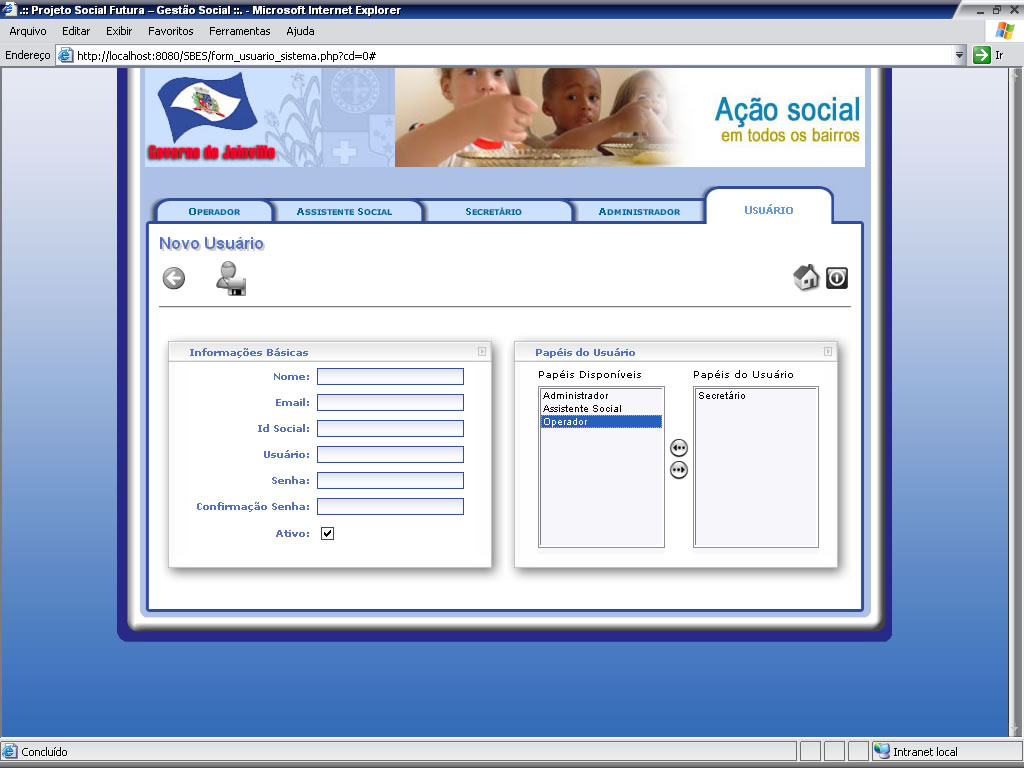 .:: Projeto Social Futura – Gestão Social ::. - Microsoft Internet Explorer
Arquivo Editar Exibir Favoritos Ferramentas Ajuda
Endereço http://localhost:8080/SBES/form_usuario_sistema.php?cd=0# Ir
Governo de Joinville
Ação social
em todos os bairros
OPERADOR ASSISTENTE SOCIAL SECRETÁRIO ADMINISTRADOR USUÁRIO
Novo Usuário
Informações Básicas
Nome:
Email:
Id Social:
Usuário:
Senha:
Confirmação Senha:
Ativo:
Papéis do Usuário
Papéis Disponíveis Papéis do Usuário
Administrador Secretário
Assistente Social
Operador
Concluído Intranet local